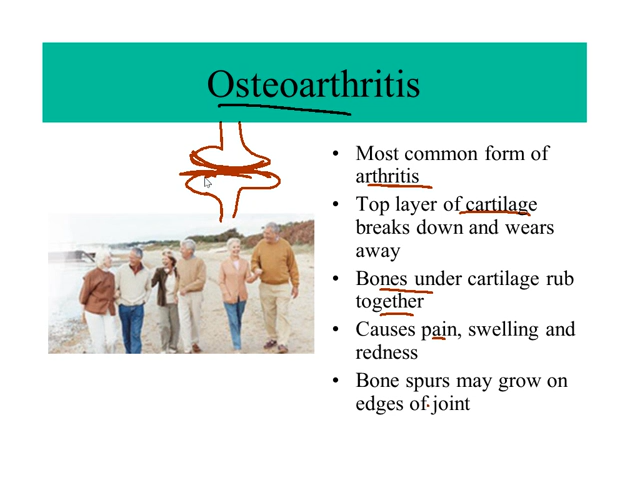 Osteoarthritis
• Most common form of
arthritis
• Top layer of cartilage
breaks down and wears
away
• Bones under cartilage rub
together
• Causes pain, swelling and
redness
• Bone spurs may grow on
edges of joint